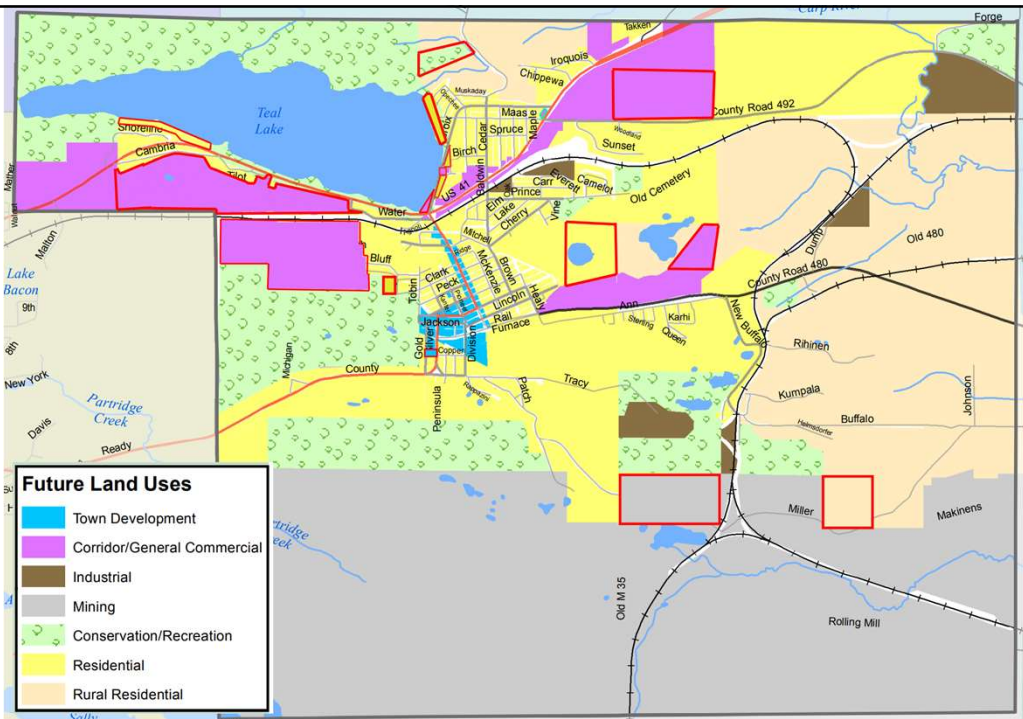 Carp River
Forge
Takken
Iroquois
Chippewa
Muskaday
County Road 492
Teal
Lake
Maas
Maple
Spruce
Cedar
Woodland
Sunset
Shoreline
Birch
Cambria
Baldwin
Mather
Tilot
US 41
Everett
Camelot
Carr
Prince
Old Cemetery
Elm
Lake
Vine
Walnut
Water
Cherry
Malton
Mitchell
Dump
Old 480
Ridge
Bluff
McKenzie
Brown
County Road 480
Lake
Bacon
Clark
Peck
Tobin
Lincoln
Healy
Ann
9th
Rail
Furnace
Jackson
Sterling
Karhi
Queen
New Buffalo
8th
Gold
Silver
Copper
Division
Rihinen
Michigan
County
New York
Tracy
Patch
Partridge
Creek
Peninsula
Kumpala
Johnson
Buffalo
Davis
Ready
Future Land Uses
Town Development
Corridor/General Commercial
Industrial
Mining
Conservation/Recreation
Residential
Rural Residential
Miller
Makinens
Old M 35
Rolling Mill